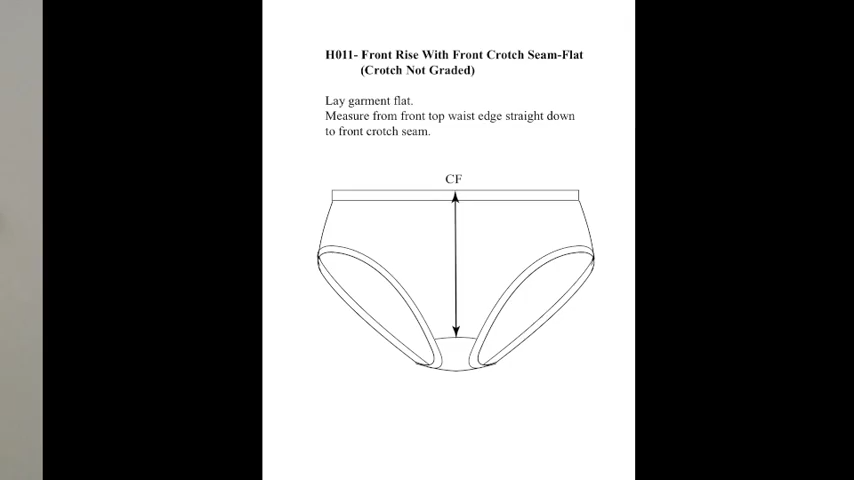 H011- Front Rise With Front Crotch Seam-Flat
(Crotch Not Graded)
Lay garment flat.
Measure from front top waist edge straight down
to front crotch seam.
CF